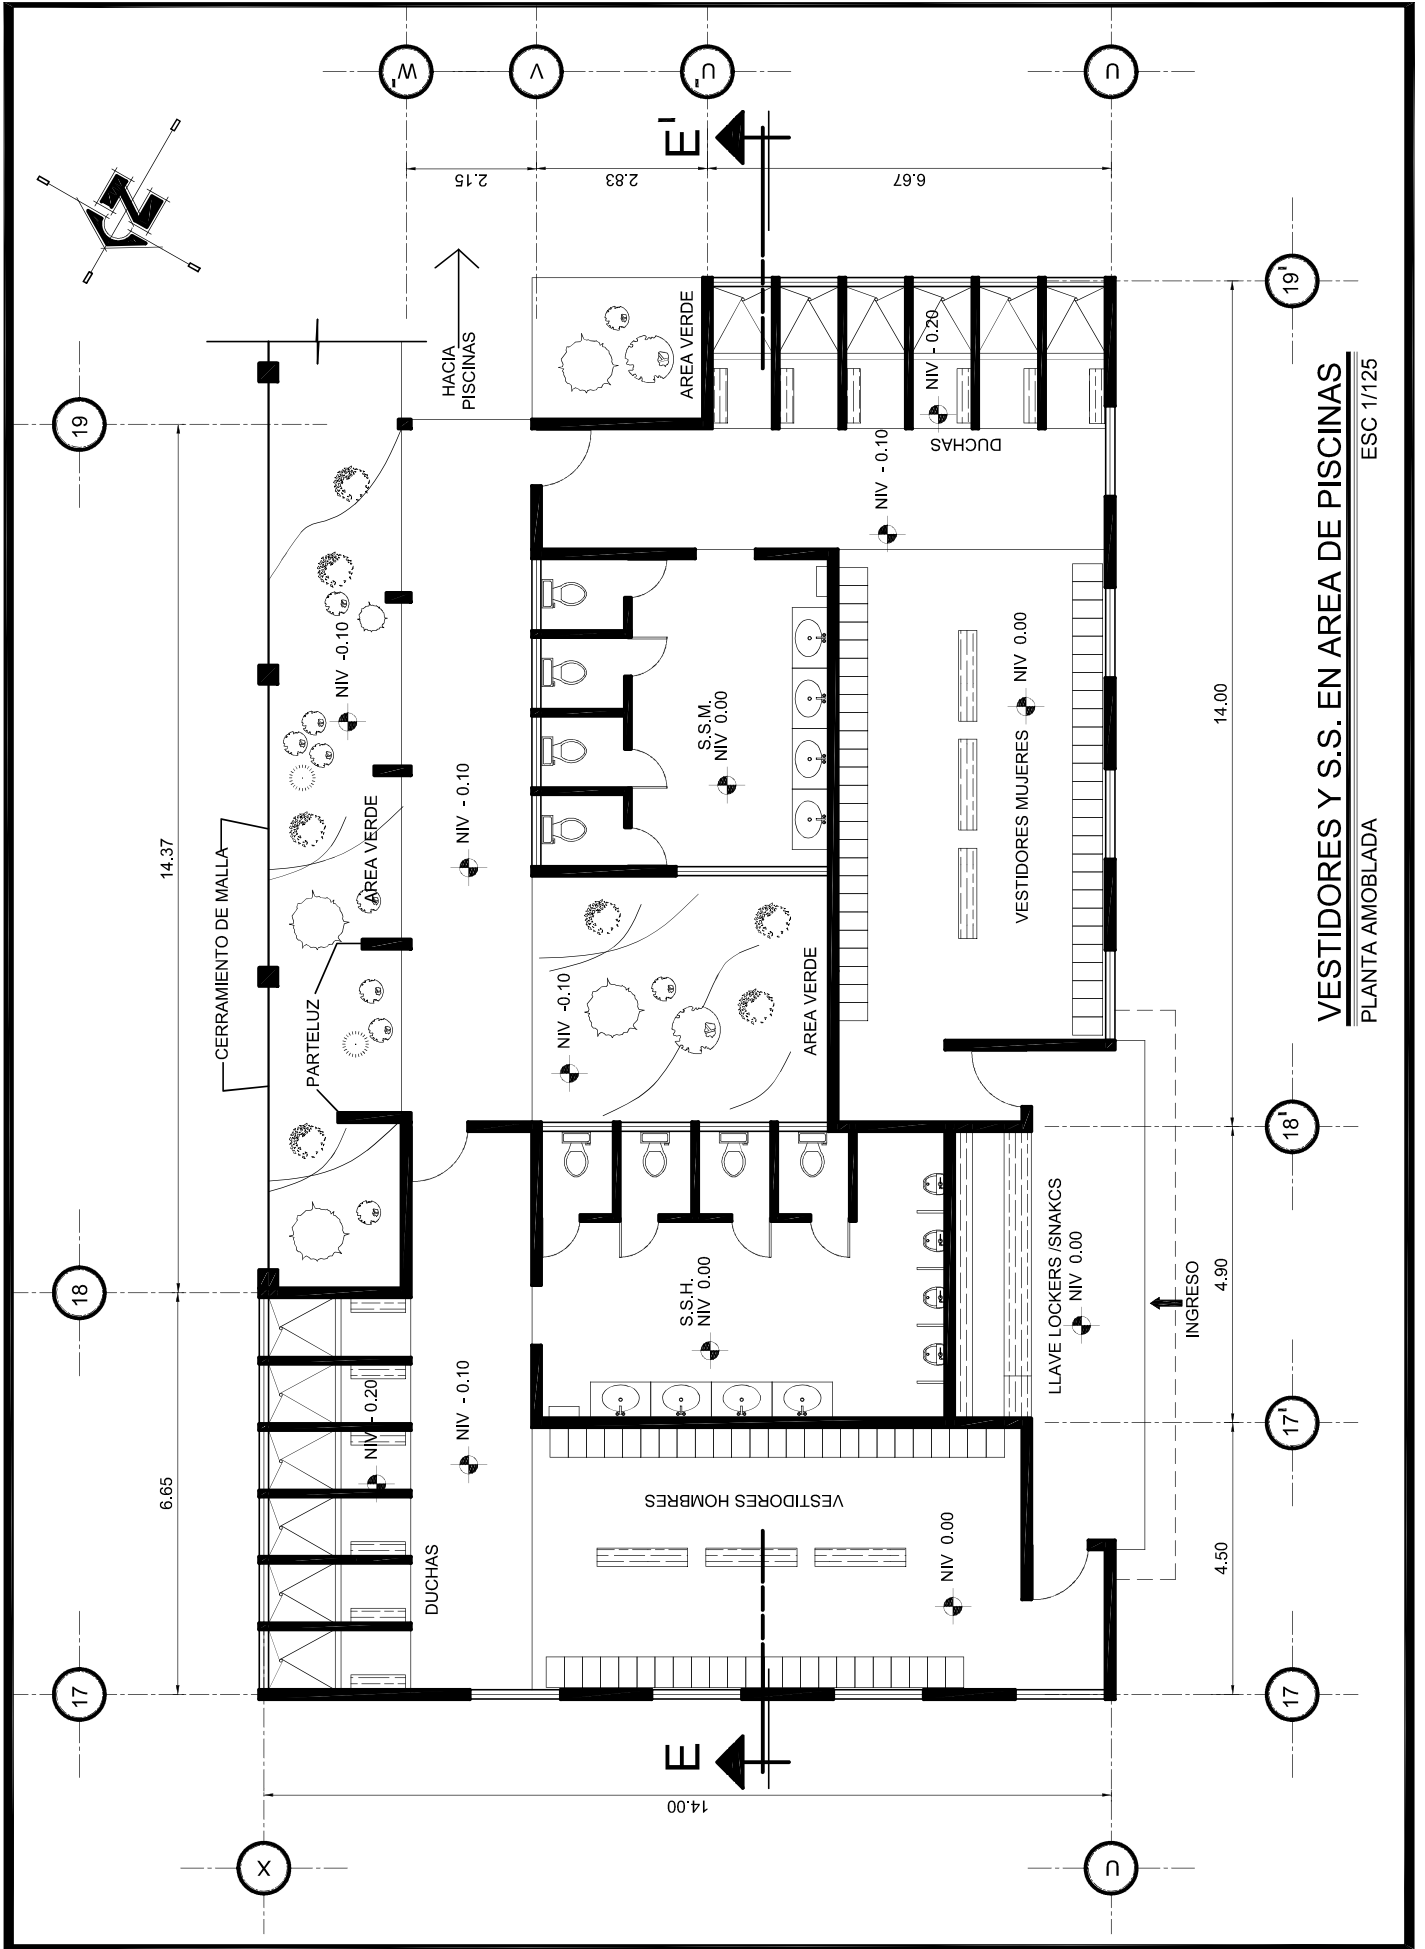 W'
V
U'
U
E'
2.15
2.83
6.67
N
19
HACIA
PISCINAS
AREA VERDE
19'
NIV - 0.20
DUCHAS
NIV - 0.10
14.37
CERRAMIENTO DE MALLA
PARTELUZ
NIV -0.10
AREA VERDE
NIV - 0.10
S.S.M.
NIV 0.00
VESTIDORES MUJERES
NIV 0.00
14.00
NIV -0.10
AREA VERDE
18
18'
S.S.H.
NIV 0.00
LLAVE LOCKERS /SNAKCS
NIV 0.00
INGRESO
4.90
6.65
NIV - 0.20
NIV - 0.10
DUCHAS
VESTIDORES HOMBRES
NIV 0.00
17'
4.50
17
17
E
14.00
X
U
VESTIDORES Y S.S. EN AREA DE PISCINAS
PLANTA AMOBLADA
ESC 1/125